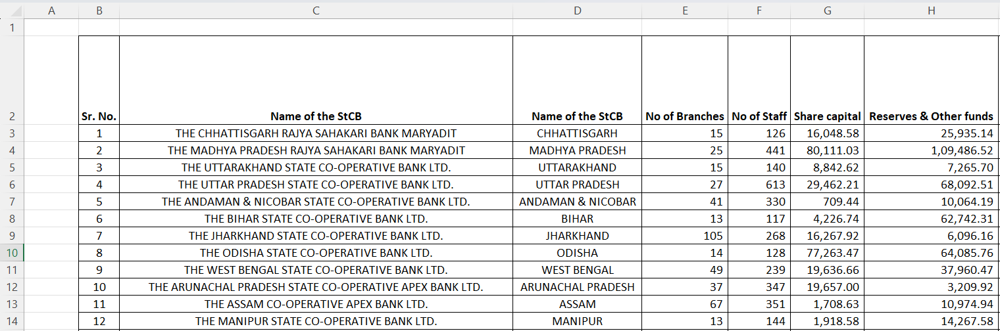 A B C D E F G H
1
2 Sr. No. Name of the StCB Name of the StCB No of Branches No of Staff Share capital Reserves & Other funds
3 1 THE CHHATTISGARH RAJYA SAHAKARI BANK MARYADIT CHHATTISGARH 15 126 16,048.58 25,935.14
4 2 THE MADHYA PRADESH RAJYA SAHAKARI BANK MARYADIT MADHYA PRADESH 25 441 80,111.03 1,09,486.52
5 3 THE UTTARAKHAND STATE CO-OPERATIVE BANK LTD. UTTARAKHAND 15 140 8,842.62 7,265.70
6 4 THE UTTAR PRADESH STATE CO-OPERATIVE BANK LTD. UTTAR PRADESH 27 613 29,462.21 68,092.51
7 5 THE ANDAMAN & NICOBAR STATE CO-OPERATIVE BANK LTD. ANDAMAN & NICOBAR 41 330 709.44 10,064.19
8 6 THE BIHAR STATE CO-OPERATIVE BANK LTD. BIHAR 13 117 4,226.74 62,742.31
9 7 THE JHARKHAND STATE CO-OPERATIVE BANK LTD. JHARKHAND 105 268 16,267.92 6,096.16
10 8 THE ODISHA STATE CO-OPERATIVE BANK LTD. ODISHA 14 128 77,263.47 64,085.76
11 9 THE WEST BENGAL STATE CO-OPERATIVE BANK LTD. WEST BENGAL 49 239 19,636.66 37,960.47
12 10 THE ARUNACHAL PRADESH STATE CO-OPERATIVE APEX BANK LTD. ARUNACHAL PRADESH 37 347 19,657.00 3,209.92
13 11 THE ASSAM CO-OPERATIVE APEX BANK LTD. ASSAM 67 351 1,708.63 10,974.94
14 12 THE MANIPUR STATE CO-OPERATIVE BANK LTD. MANIPUR 13 144 1,918.58 14,267.58